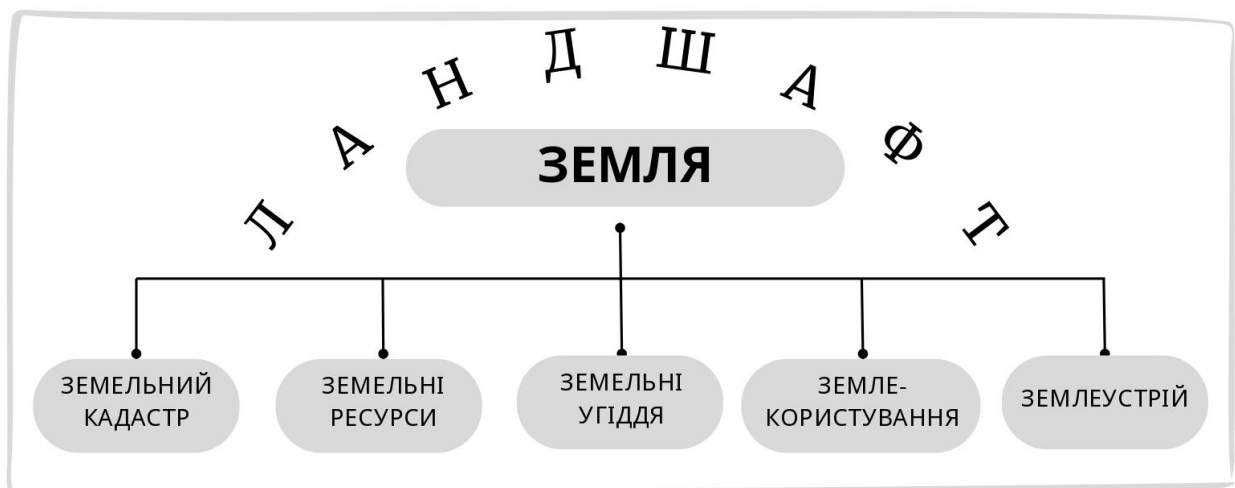 ЛАНДШАФТ
ЗЕМЛЯ
ЗЕМЕЛЬНИЙ
КАДАСТР
ЗЕМЕЛЬНІ
РЕСУРСИ
ЗЕМЕЛЬНІ
УГІДДЯ
ЗЕМЛЕ-
КОРИСТУВАННЯ
ЗЕМЛЕУСТРІЙ